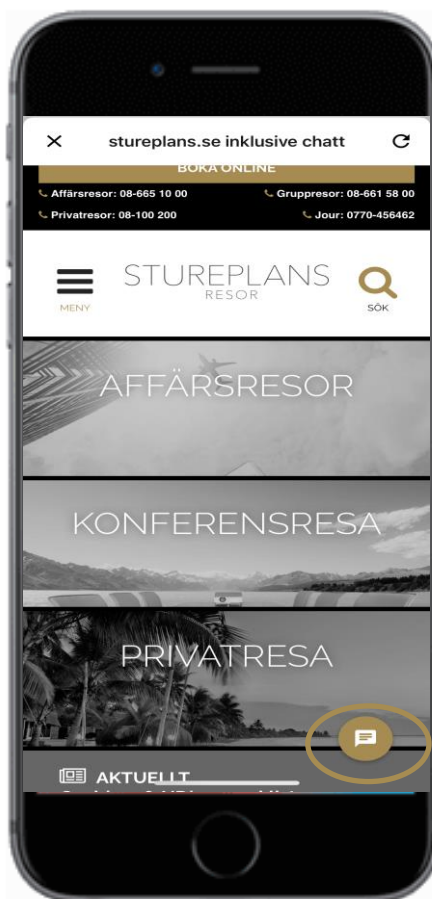 stureplans.se inklusive chatt
BOKA ONLINE
Affärsresor: 08-665 10 00
Gruppresor: 08-661 58 00
Privatresor: 08-100 200
Jour: 0770-456462
MENY
STUREPLANS
RESOR
SÖK
AFFÄRSRESOR
KONFERENSRESA
PRIVATRESA
AKTUELLT